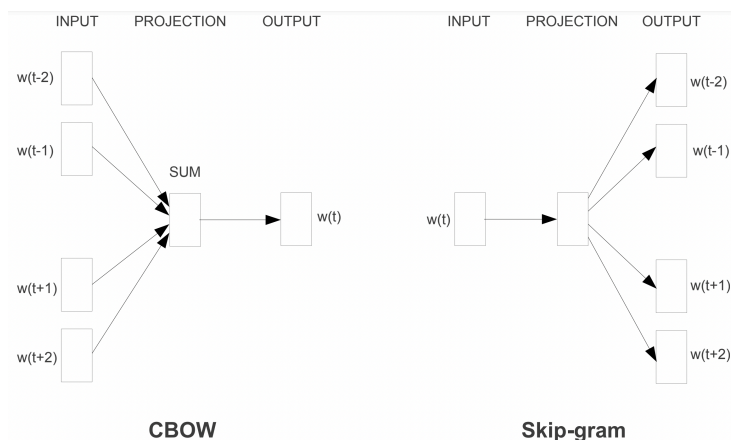 INPUT PROJECTION OUTPUT
w(t-2)
w(t-1)
SUM
w(t)
w(t+1)
w(t+2)
CBOW
INPUT PROJECTION OUTPUT
w(t-2)
w(t-1)
w(t)
w(t+1)
w(t+2)
Skip-gram